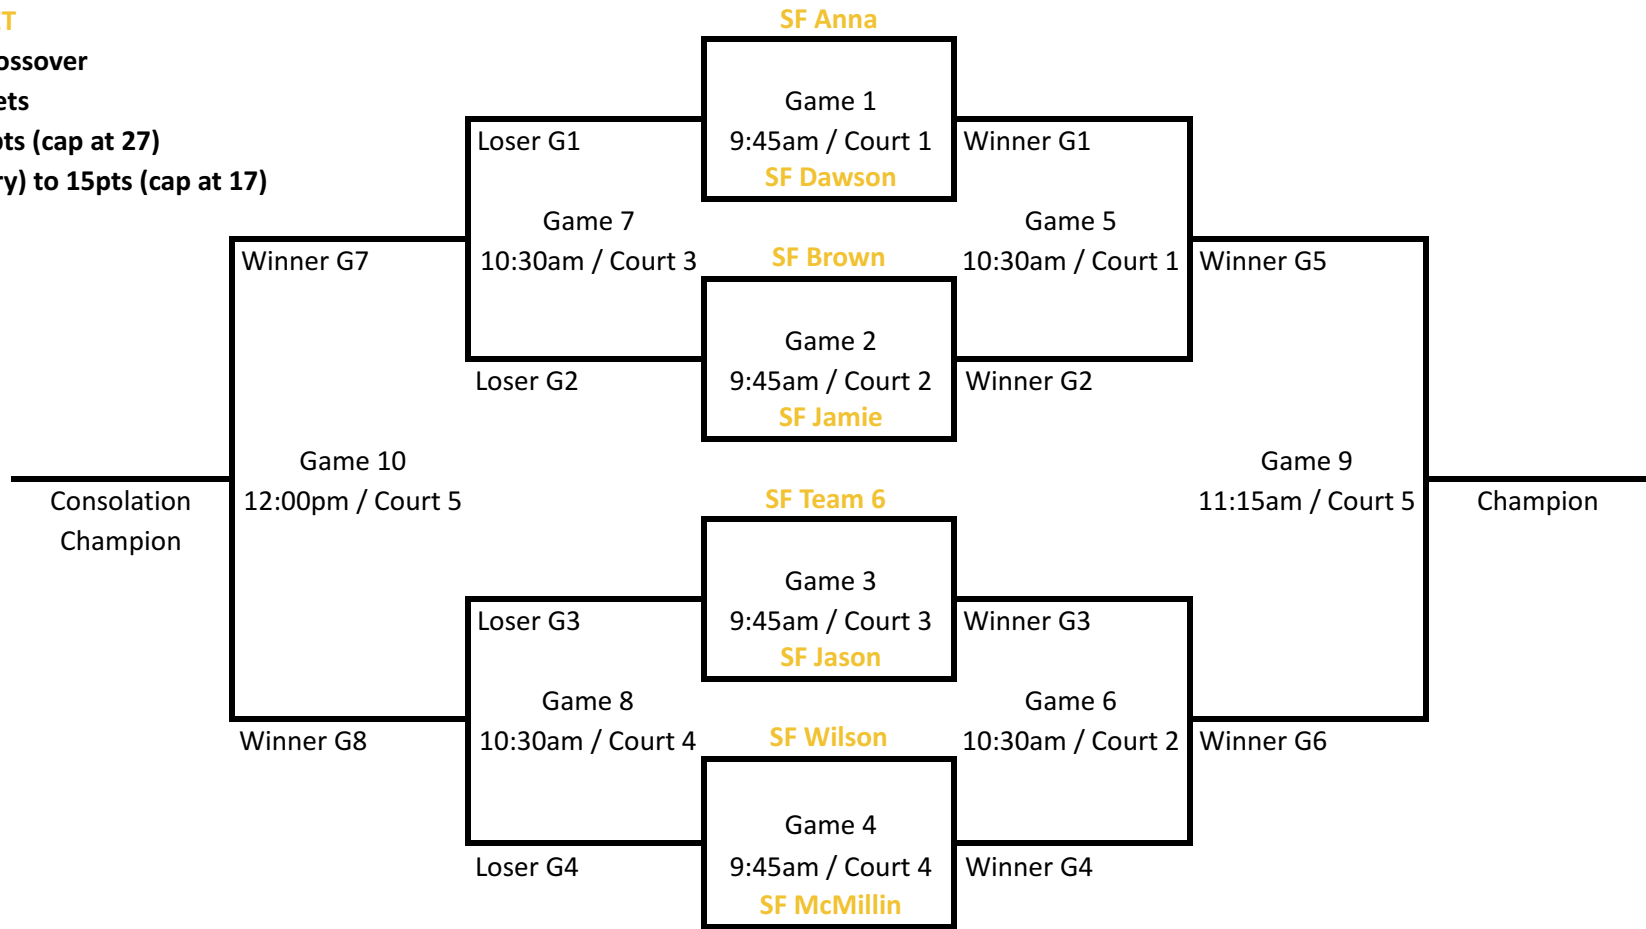 SF Anna
ets
pts (cap at 27)
to 15pts (cap at 17)
Game 1
9:45am / Court 1
SF Dawson
Loser G1
Winner G1
Game 7
10:30am / Court 3
Game 5
10:30am / Court 1
SF Brown
Winner G7
Winner G5
Game 2
9:45am / Court 2
SF Jamie
Loser G2
Winner G2
Game 10
12:00pm / Court 5
Game 9
11:15am / Court 5
Consolation
Champion
Champion
SF Team 6
Game 3
9:45am / Court 3
SF Jason
Loser G3
Winner G3
Game 8
10:30am / Court 4
Game 6
10:30am / Court 2
SF Wilson
Winner G8
Winner G6
Game 4
9:45am / Court 4
SF McMillin
Loser G4
Winner G4